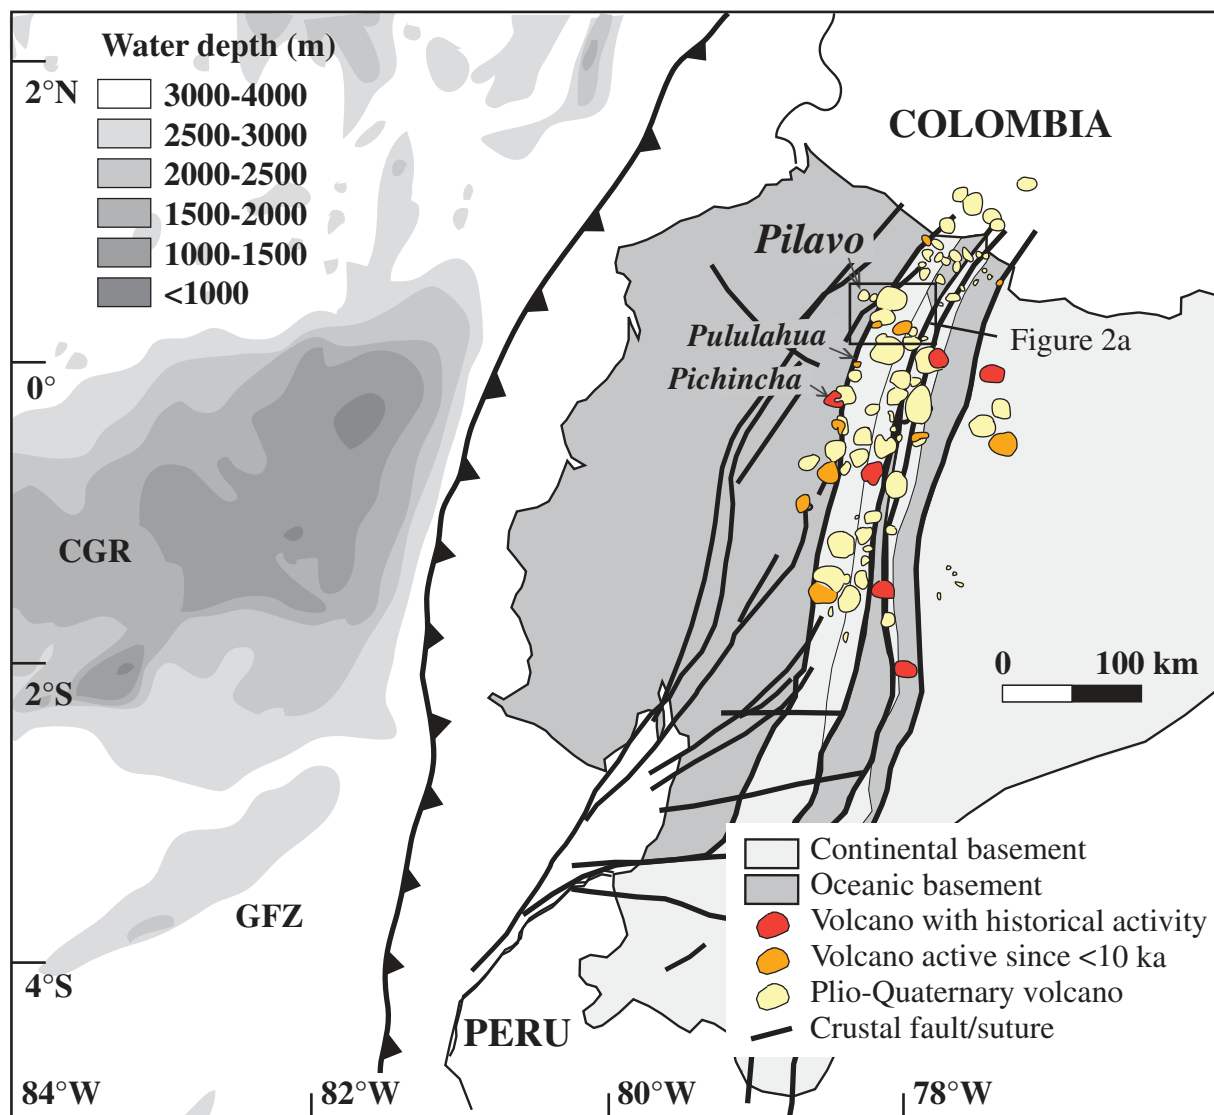 Water depth (m)
3000-4000
2500-3000
2000-2500
1500-2000
1000-1500
<1000
2°N
0°
2°S
4°S
COLOMBIA
Pilavo
Pululahua
Pichincha
Figure 2a
CGR
GFZ
PERU
0 100 km
Continental basement
Oceanic basement
Volcano with historical activity
Volcano active since <10 ka
Plio-Quaternary volcano
Crustal fault/suture
84°W 82°W 80°W 78°W